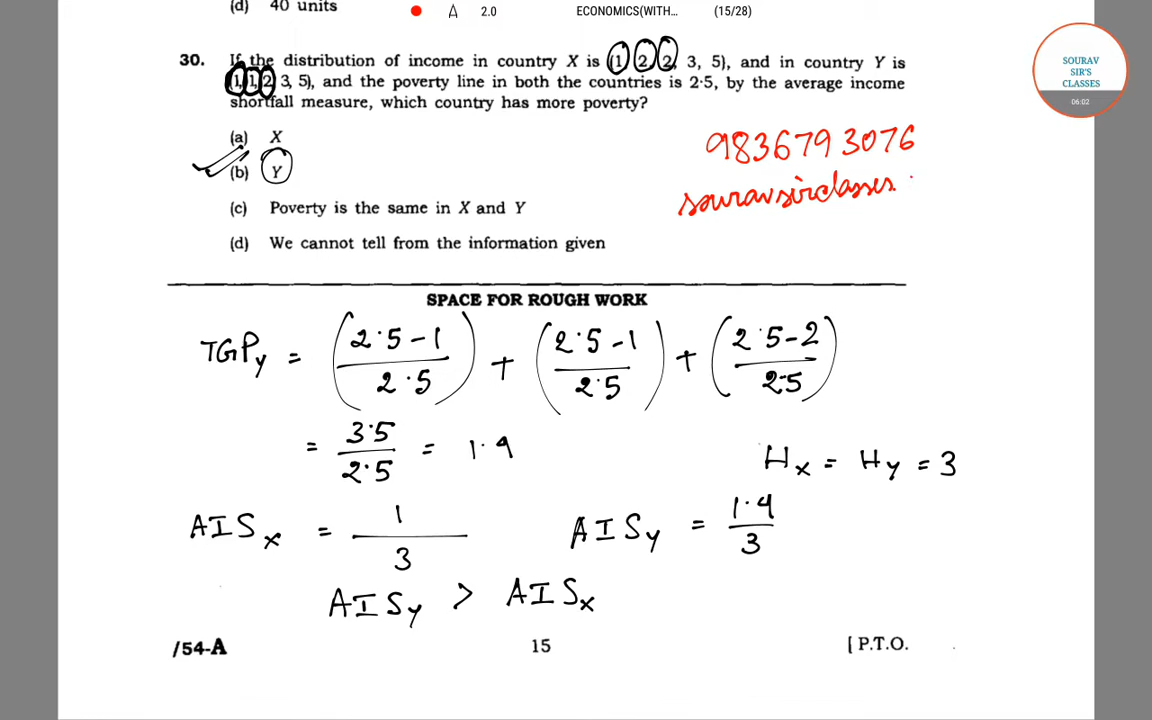 (d) 40 units
A 2.0 ECONOMICS(WITH... (15/28)
30. If the distribution of income in country X is (1, 2, 2, 3, 5), and in country Y is
(1, 1, 2, 3, 5), and the poverty line in both the countries is 2·5, by the average income
shortfall measure, which country has more poverty?
SOURAV
SIR'S
CLASSES
06:02
(a) X
(b) Y
(c) Poverty is the same in X and Y
(d) We cannot tell from the information given
9836793076
souravsirclasses.
SPACE FOR ROUGH WORK
TGPy = (2·5-1 / 2·5) + (2·5-1 / 2·5) + (2·5-2 / 2·5)
= 3·5 / 2·5 = 1·4
Hx = Hy = 3
AISx = 1 / 3 AISy = 1·4 / 3
AISy > AISx
/54-A 15 [ P.T.O.